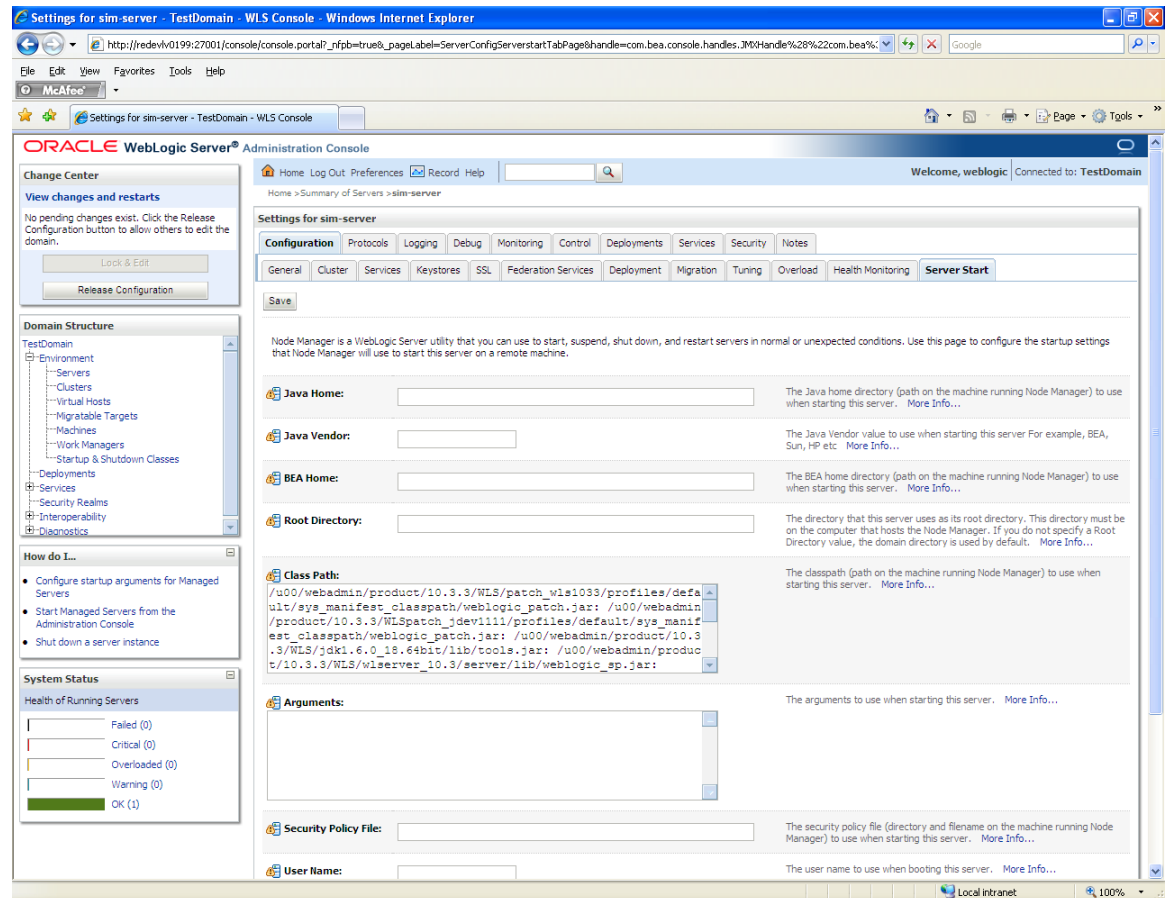 Settings for sim-server - TestDomain - WLS Console - Windows Internet Explorer
http://redevlv0199:27001/console/console.portal?_nfpb=true&_pageLabel=ServerConfigServerstartTabPage&handle=com.bea.console.handles.JMXHandle%28%22com.bea%
Google
File Edit View Favorites Tools Help
McAfee
Settings for sim-server - TestDomain - WLS Console
Page Tools »
ORACLE WebLogic Server® Administration Console
Change Center
View changes and restarts
No pending changes exist. Click the Release
Configuration button to allow others to edit the
domain.
Lock & Edit
Release Configuration
Domain Structure
TestDomain
Environment
Servers
Clusters
Virtual Hosts
Migratable Targets
Machines
Work Managers
Startup & Shutdown Classes
Deployments
Services
Security Realms
Interoperability
Diagnostics
How do I...
Configure startup arguments for Managed
Servers
Start Managed Servers from the
Administration Console
Shut down a server instance
System Status
Health of Running Servers
Failed (0)
Critical (0)
Overloaded (0)
Warning (0)
OK (1)
Home Log Out Preferences Record Help
Welcome, weblogic Connected to: TestDomain
Home >Summary of Servers >sim-server
Settings for sim-server
Configuration Protocols Logging Debug Monitoring Control Deployments Services Security Notes
General Cluster Services Keystores SSL Federation Services Deployment Migration Tuning Overload Health Monitoring Server Start
Save
Node Manager is a WebLogic Server utility that you can use to start, suspend, shut down, and restart servers in normal or unexpected conditions. Use this page to configure the startup settings
that Node Manager will use to start this server on a remote machine.
Java Home:
The Java home directory (path on the machine running Node Manager) to use
when starting this server. More Info...
Java Vendor:
The Java Vendor value to use when starting this server For example, BEA,
Sun, HP etc More Info...
BEA Home:
The BEA home directory (path on the machine running Node Manager) to use
when starting this server. More Info...
Root Directory:
The directory that this server uses as its root directory. This directory must be
on the computer that hosts the Node Manager. If you do not specify a Root
Directory value, the domain directory is used by default. More Info...
Class Path:
/u00/webadmin/product/10.3.3/WLS/patch_wls1033/profiles/defa
ult/sys_manifest_classpath/weblogic_patch.jar: /u00/webadmin
/product/10.3.3/WLSpatch_jdev1111/profiles/default/sys_manif
est_classpath/weblogic_patch.jar: /u00/webadmin/product/10.3
.3/WLS/jdk1.6.0_18.64bit/lib/tools.jar: /u00/webadmin/produc
t/10.3.3/WLS/wlserver_10.3/server/lib/weblogic_sp.jar:
The classpath (path on the machine running Node Manager) to use when
starting this server. More Info...
Arguments:
The arguments to use when starting this server. More Info...
Security Policy File:
The security policy file (directory and filename on the machine running Node
Manager) to use when starting this server. More Info...
User Name:
The user name to use when booting this server. More Info...
Local intranet
100%